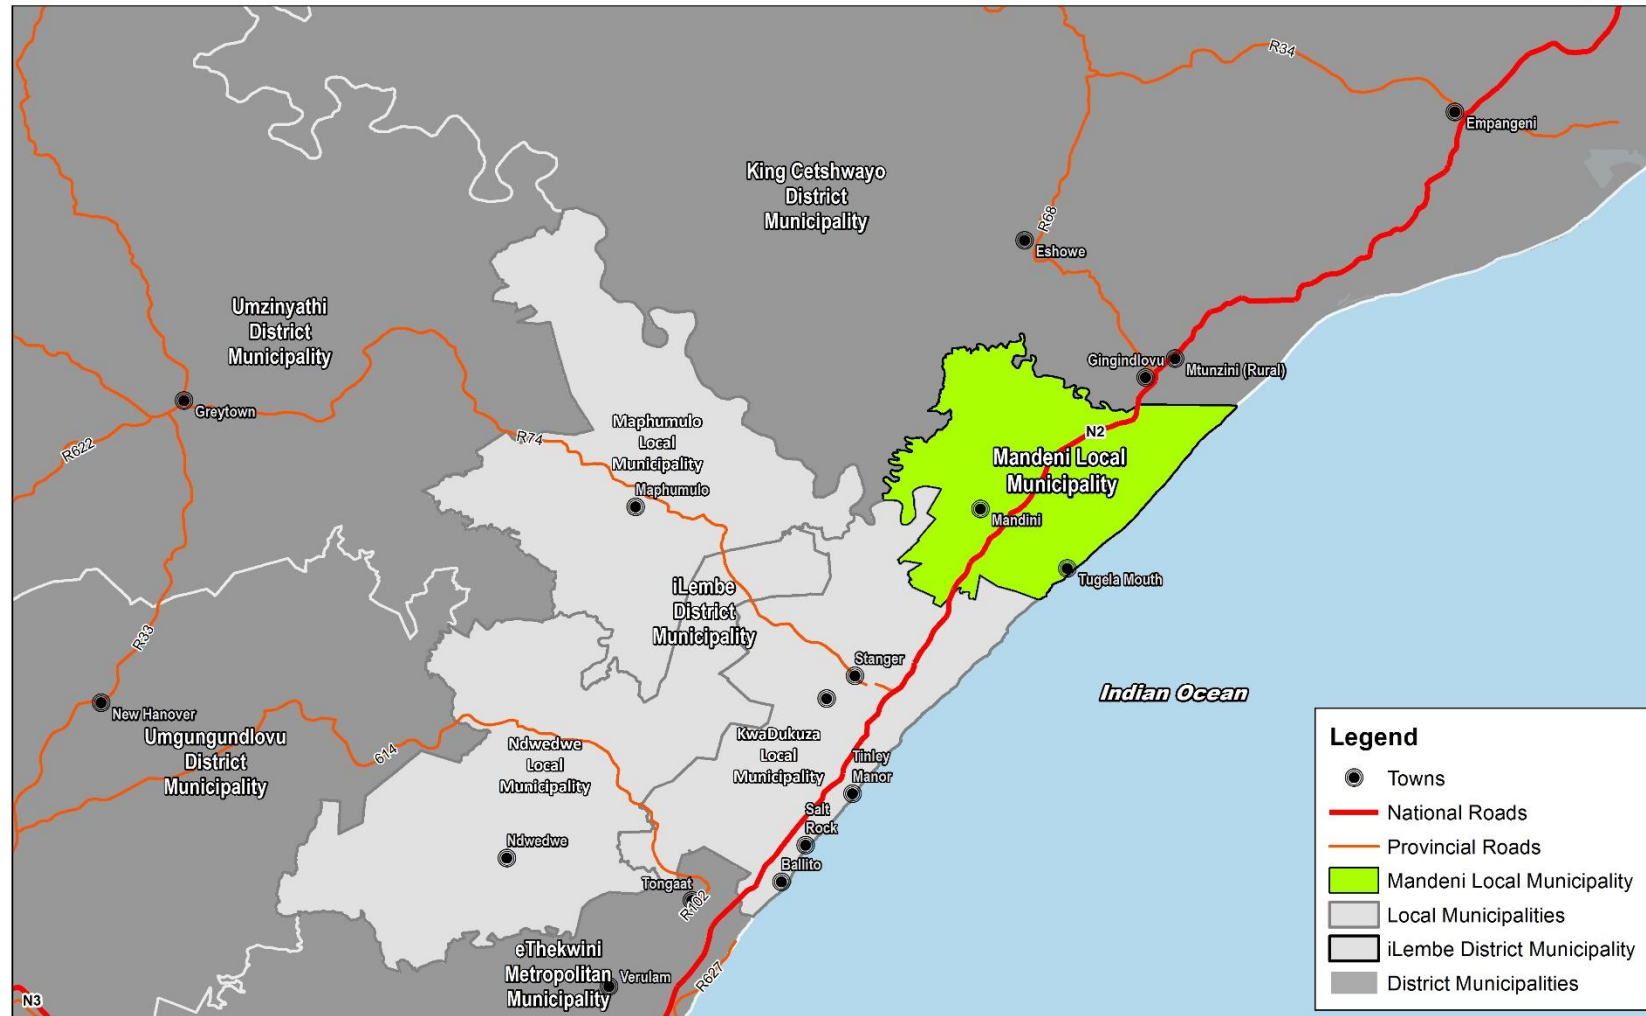 R34
Empangeni
King Cetshwayo
District
Municipality
R68
Eshowe
Umzinyathi
District
Municipality
Gingindlovu
Mtunzini (Rural)
Greytown
R622
R74
Maphumulo
Local
Municipality
Maphumulo
N2
Mandeni Local
Municipality
Mandini
Tugela Mouth
iLembe
District
Municipality
R33
Stanger
Indian Ocean
New Hanover
Umgungundlovu
District
Municipality
614
Ndwedwe
Local
Municipality
KwaDukuza
Local
Municipality
Tinley
Manor
Salt
Rock
Ndwedwe
Ballito
Tongaat
R102
eThekwini
Metropolitan
Municipality
Verulam
R627
N3
Legend
Towns
National Roads
Provincial Roads
Mandeni Local Municipality
Local Municipalities
iLembe District Municipality
District Municipalities